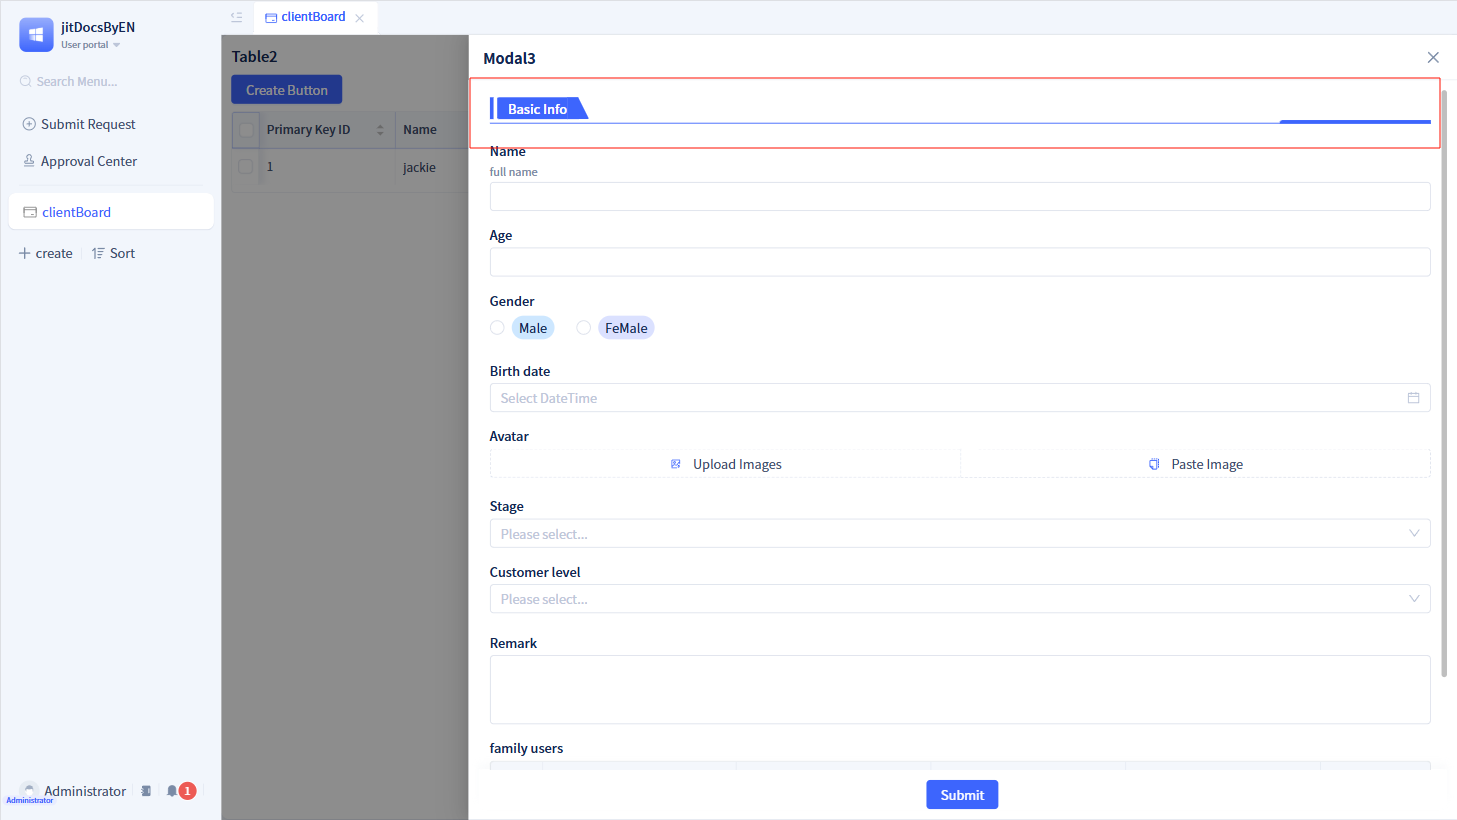 jitDocsByEN
User portal
Search Menu...
Submit Request
Approval Center
clientBoard
create
Sort
Administrator
1
Administrator
clientBoard
Table2
Create Button
Primary Key ID
Name
1
jackie
Modal3
Basic Info
Name
full name
Age
Gender
Male
FeMale
Birth date
Select DateTime
Avatar
Upload Images
Paste Image
Stage
Please select...
Customer level
Please select...
Remark
family users
Submit